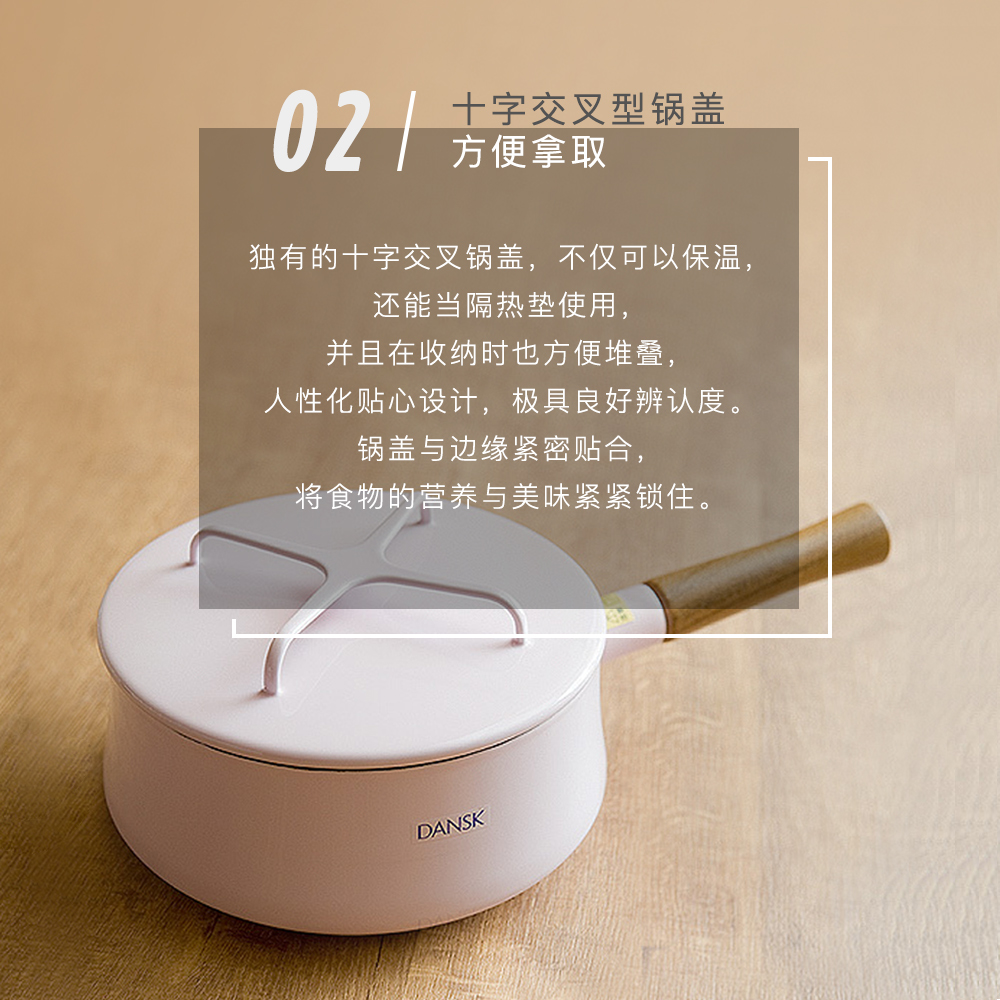 02/
十字交叉型锅盖
方便拿取
独有的十字交叉锅盖，不仅可以保温，
还能当隔热垫使用，
并且在收纳时也方便堆叠，
人性化贴心设计，极具良好辨认度。
锅盖与边缘紧密贴合，
将食物的营养与美味紧紧锁住。
DANSK